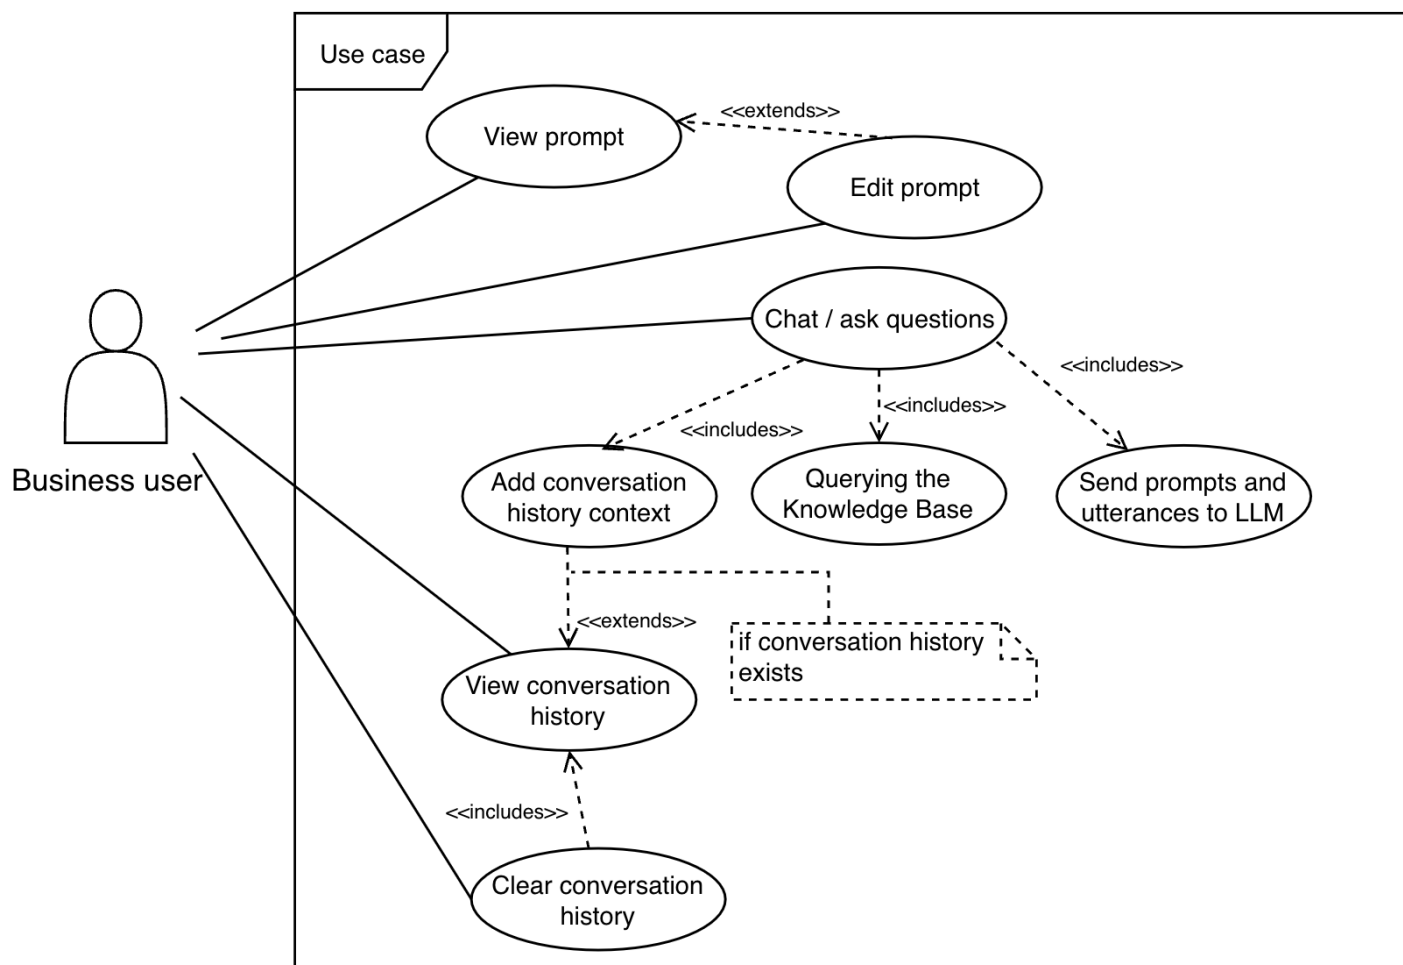 Use case
View prompt
<<extends>>
Edit prompt
Chat / ask questions
<<includes>>
<<includes>>
<<includes>>
Business user
Add conversation
history context
Querying the
Knowledge Base
Send prompts and
utterances to LLM
<<extends>>
if conversation history
exists
View conversation
history
<<includes>>
Clear conversation
history